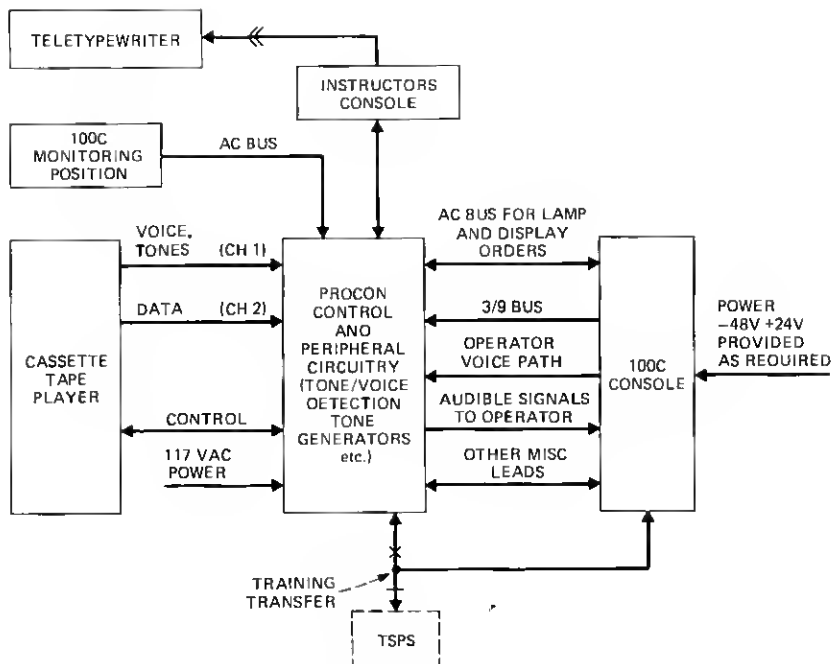 TELETYPEWRITER
INSTRUCTORS
CONSOLE
100C
MONITORING
POSITION
AC BUS
VOICE,
TONES (CH 1)
DATA (CH 2)
CASSETTE
TAPE
PLAYER
CONTROL
117 VAC
POWER
PROCON
CONTROL
AND
PERIPHERAL
CIRCUITRY
(TONE/VOICE
DETECTION
TONE
GENERATORS
etc.)
AC BUS FOR LAMP
AND DISPLAY
ORDERS
3/9 BUS
OPERATOR
VOICE PATH
AUDIBLE SIGNALS
TO OPERATOR
OTHER MISC
LEADS
100C
CONSOLE
POWER
–48V +24V
PROVIDED
AS REQUIRED
TRAINING
TRANSFER
TSPS